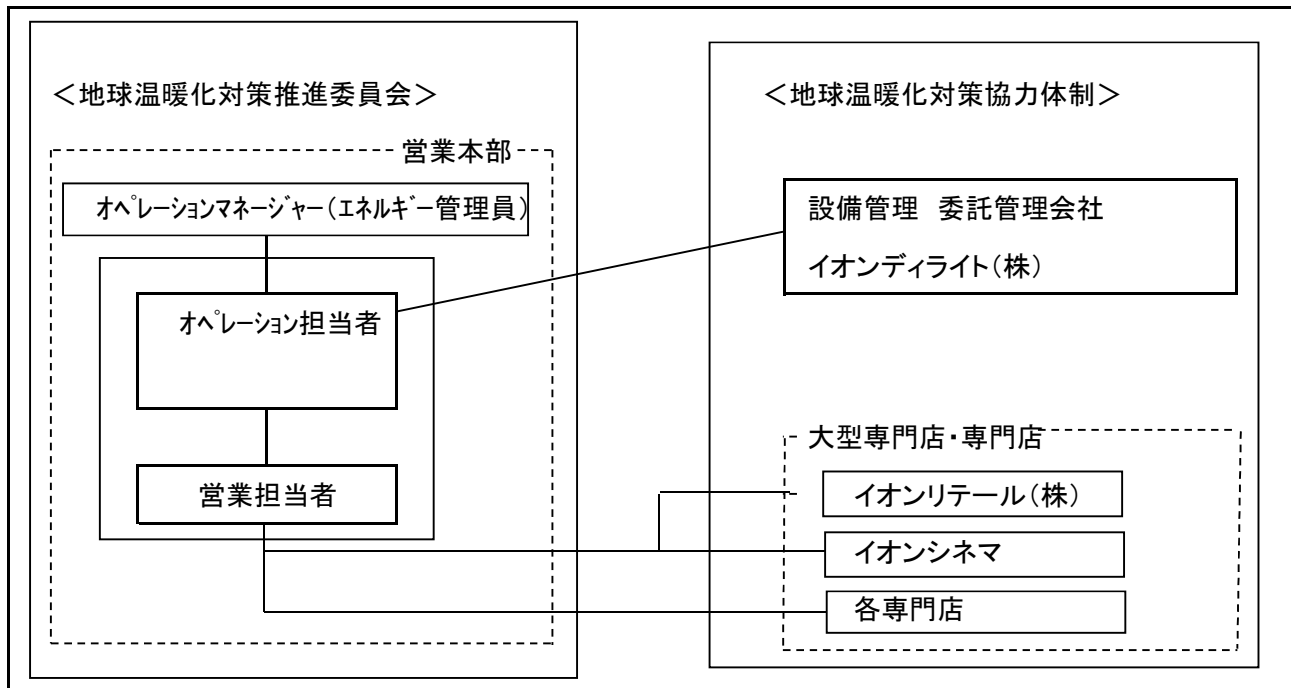 ＜地球温暖化対策推進委員会＞
営業本部
ｵﾍﾟﾚｰｼｮﾝﾏﾈｰｼﾞｬｰ（ｴﾈﾙｷﾞｰ管理員）
ｵﾍﾟﾚｰｼｮﾝ担当者
営業担当者
＜地球温暖化対策協力体制＞
設備管理　委託管理会社
イオンディライト（株）
大型専門店・専門店
イオンリテール（株）
イオンシネマ
各専門店